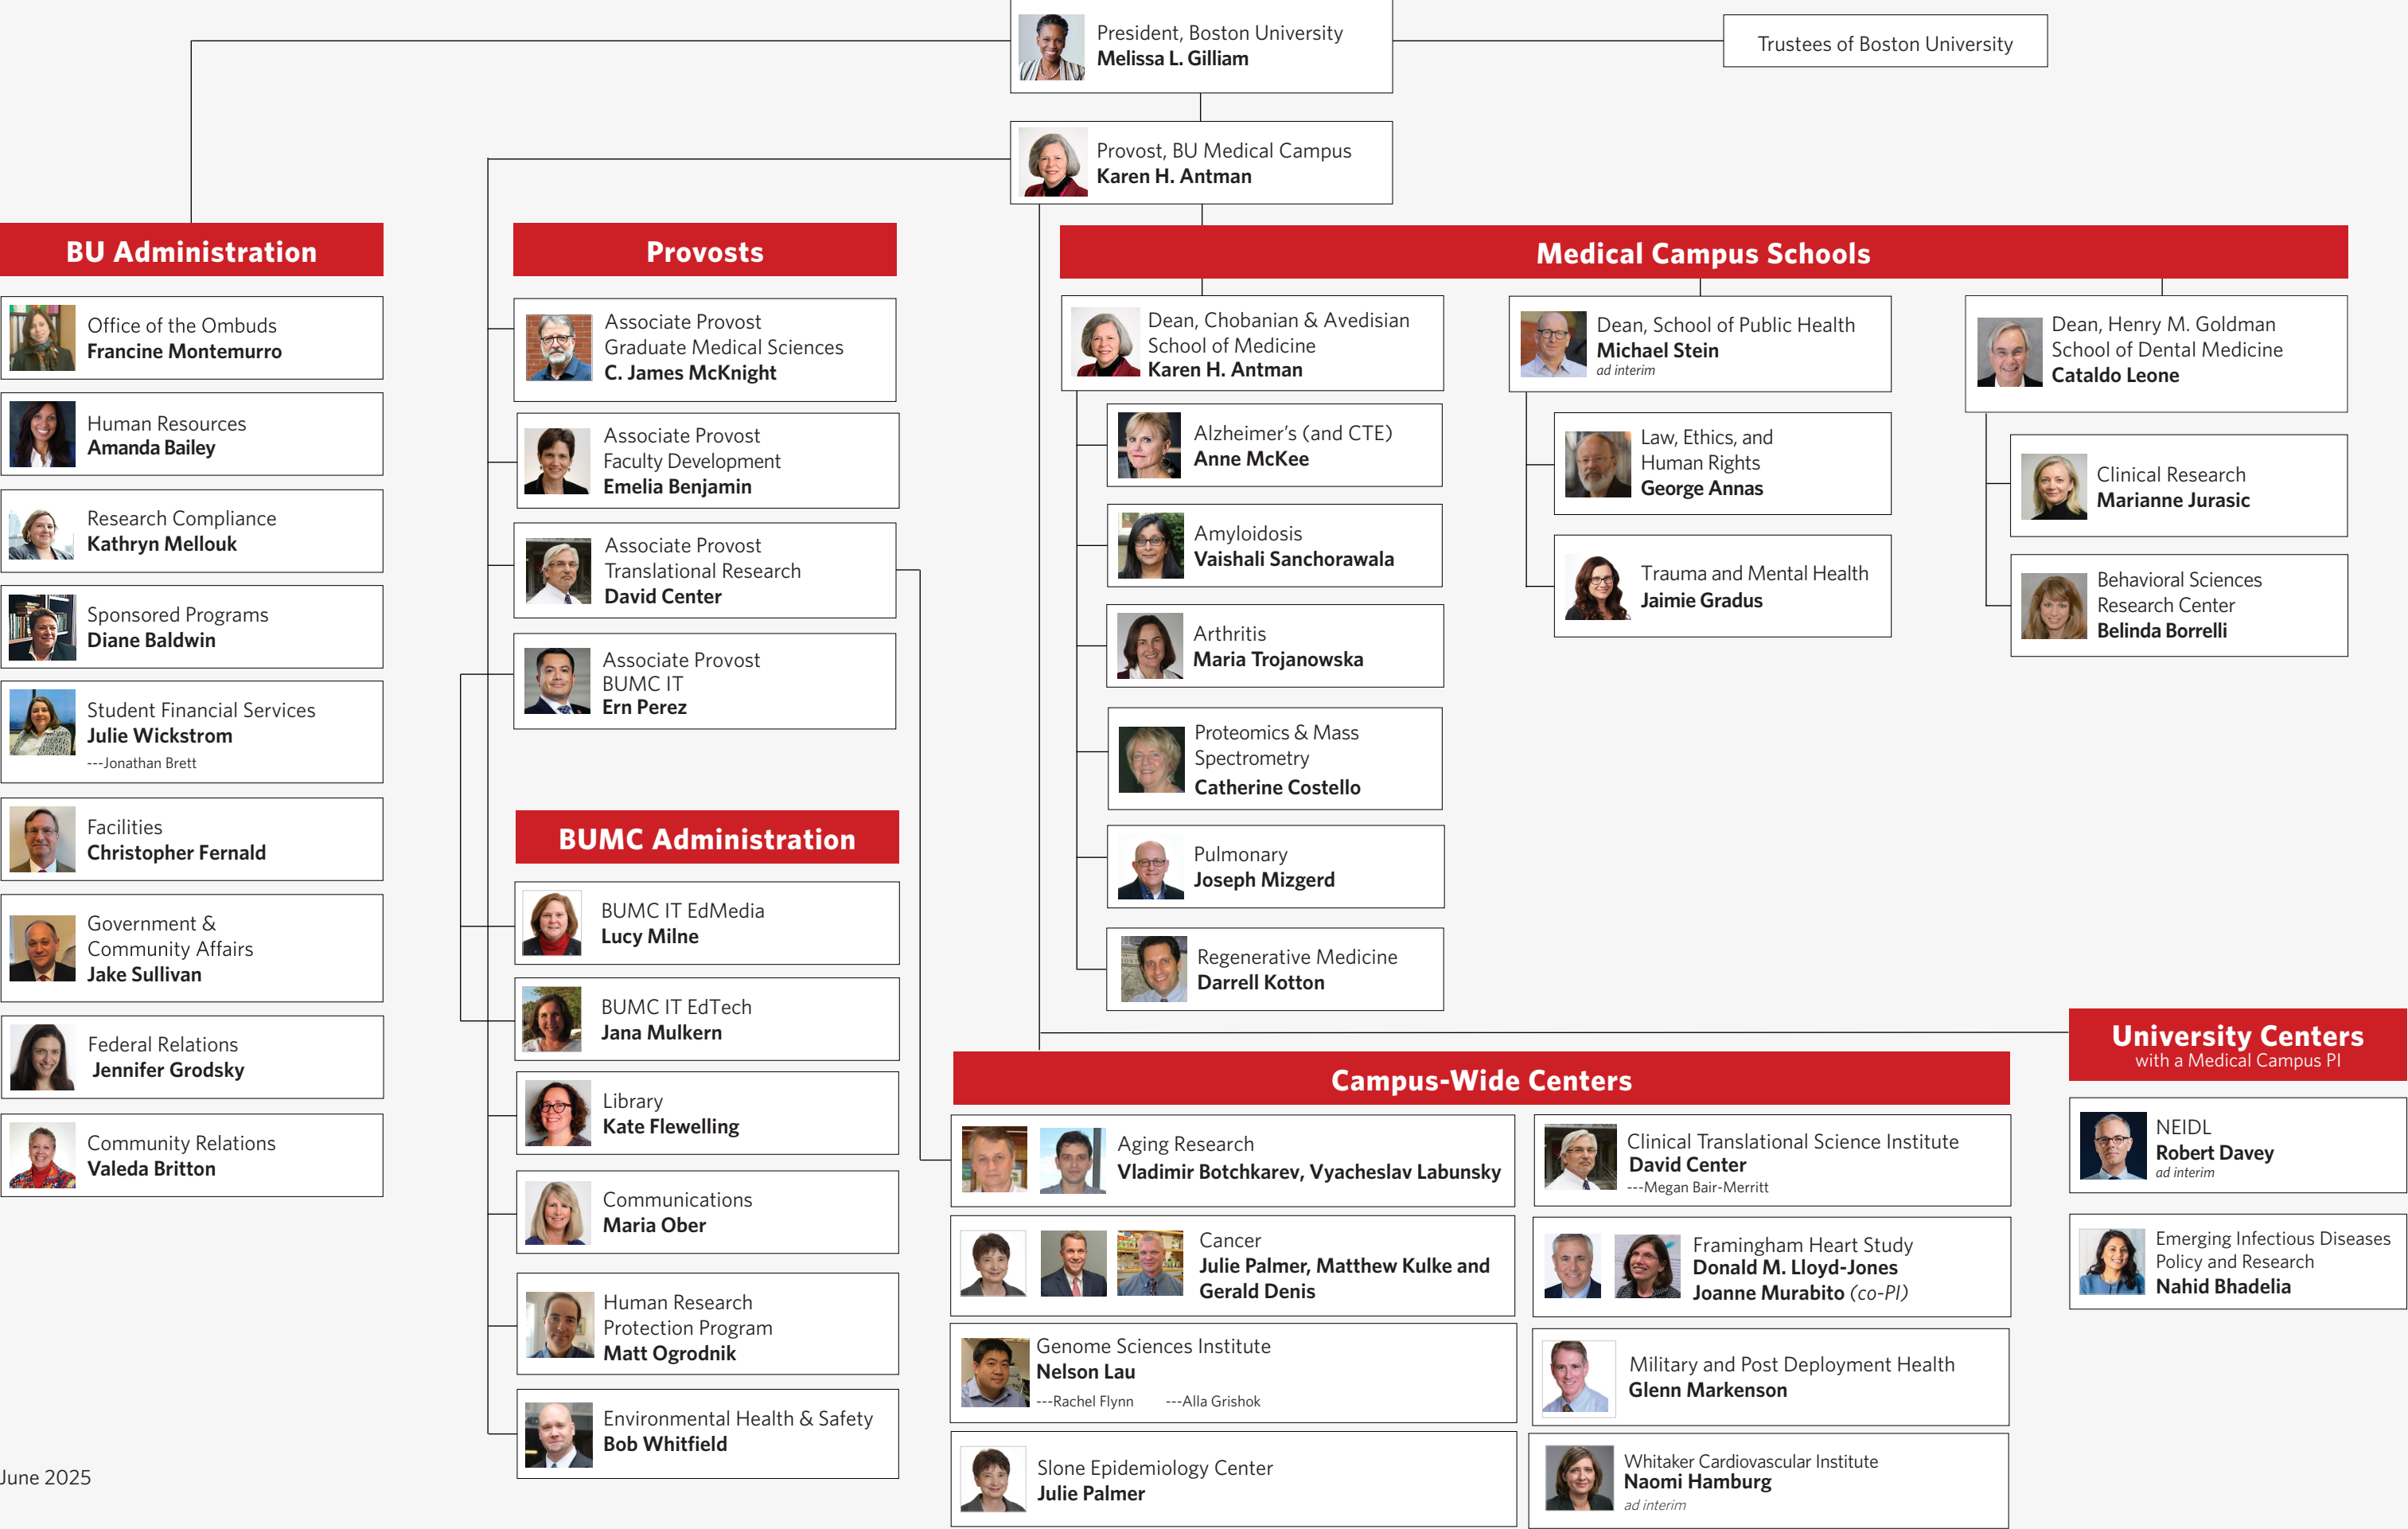 President, Boston University
Melissa L. Gilliam
Trustees of Boston University
Provost, BU Medical Campus
Karen H. Antman
BU Administration
Office of the Ombuds
Francine Montemurro
Human Resources
Amanda Bailey
Research Compliance
Kathryn Mellouk
Sponsored Programs
Diane Baldwin
Student Financial Services
Julie Wickstrom
---Jonathan Brett
Facilities
Christopher Fernald
Government &
Community Affairs
Jake Sullivan
Federal Relations
Jennifer Grodsky
Community Relations
Valeda Britton
Provosts
Associate Provost
Graduate Medical Sciences
C. James McKnight
Associate Provost
Faculty Development
Emelia Benjamin
Associate Provost
Translational Research
David Center
Associate Provost
BUMC IT
Ern Perez
BUMC Administration
BUMC IT EdMedia
Lucy Milne
BUMC IT EdTech
Jana Mulkern
Library
Kate Flewelling
Communications
Maria Ober
Human Research
Protection Program
Matt Ogrodnik
Environmental Health & Safety
Bob Whitfield
Medical Campus Schools
Dean, Chobanian & Avedisian
School of Medicine
Karen H. Antman
Alzheimer's (and CTE)
Anne McKee
Amyloidosis
Vaishali Sanchorawala
Arthritis
Maria Trojanowska
Proteomics & Mass
Spectrometry
Catherine Costello
Pulmonary
Joseph Mizgerd
Regenerative Medicine
Darrell Kotton
Dean, School of Public Health
Michael Stein
ad interim
Law, Ethics, and
Human Rights
George Annas
Trauma and Mental Health
Jaimie Gradus
Dean, Henry M. Goldman
School of Dental Medicine
Cataldo Leone
Clinical Research
Marianne Jurasic
Behavioral Sciences
Research Center
Belinda Borrelli
Campus-Wide Centers
Aging Research
Vladimir Botchkarev, Vyacheslav Labunsky
Cancer
Julie Palmer, Matthew Kulke and
Gerald Denis
Genome Sciences Institute
Nelson Lau
---Rachel Flynn ---Alla Grishok
Slone Epidemiology Center
Julie Palmer
Clinical Translational Science Institute
David Center
---Megan Bair-Merritt
Framingham Heart Study
Donald M. Lloyd-Jones
Joanne Murabito (co-PI)
Military and Post Deployment Health
Glenn Markenson
Whitaker Cardiovascular Institute
Naomi Hamburg
ad interim
University Centers
with a Medical Campus PI
NEIDL
Robert Davey
ad interim
Emerging Infectious Diseases
Policy and Research
Nahid Bhadelia
June 2025